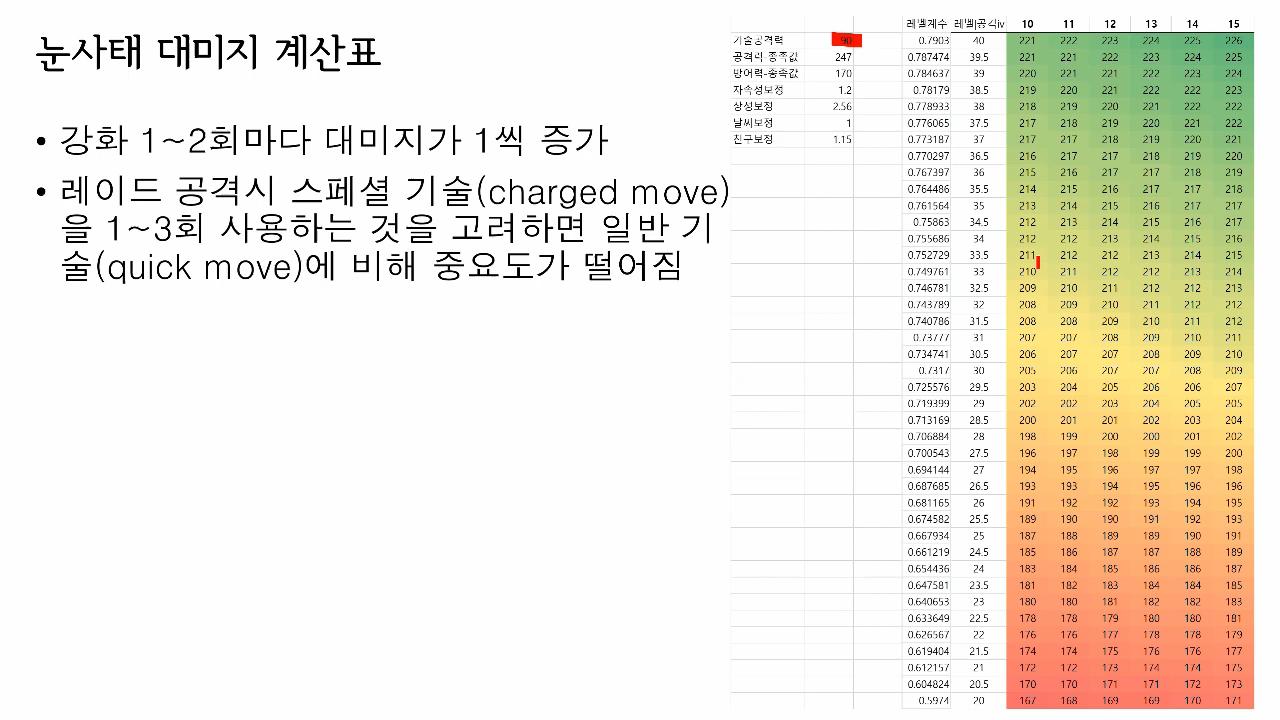 눈사태 대미지 계산표
• 강화 1~2회마다 대미지가 1씩 증가
• 레이드 공격시 스페셜 기술(charged move)
을 1~3회 사용하는 것을 고려하면 일반 기
술(quick move)에 비해 중요도가 떨어짐
레벨계수 레벨|공격iv 10 11 12 13 14 15
기술공격력 90 0.7903 40 221 222 223 224 225 226
공격력-종족값 247 0.787474 39.5 221 221 222 223 224 225
방어력-종족값 170 0.784637 39 220 221 221 222 223 224
자속성보정 1.2 0.78179 38.5 219 220 221 222 222 223
상성보정 2.56 0.778933 38 218 219 220 221 222 222
날씨보정 1 0.776065 37.5 217 218 219 220 221 222
친구보정 1.15 0.773187 37 217 217 218 219 220 221
0.770297 36.5 216 217 217 218 219 220
0.767397 36 215 216 217 217 218 219
0.764486 35.5 214 215 216 217 217 218
0.761564 35 213 214 215 216 217 217
0.75863 34.5 212 213 214 215 216 217
0.755686 34 212 212 213 214 215 216
0.752729 33.5 211 212 212 213 214 215
0.749761 33 210 211 212 212 213 214
0.746781 32.5 209 210 211 212 212 213
0.743789 32 208 209 210 211 212 212
0.740786 31.5 208 208 209 210 211 212
0.73777 31 207 207 208 209 210 211
0.734741 30.5 206 207 207 208 209 210
0.7317 30 205 206 207 207 208 209
0.725576 29.5 203 204 205 206 206 207
0.719399 29 202 202 203 204 205 205
0.713169 28.5 200 201 201 202 203 204
0.706884 28 198 199 200 200 201 202
0.700543 27.5 196 197 198 199 199 200
0.694144 27 194 195 196 197 197 198
0.687685 26.5 193 193 194 195 196 196
0.681165 26 191 192 192 193 194 195
0.674582 25.5 189 190 190 191 192 193
0.667934 25 187 188 189 189 190 191
0.661219 24.5 185 186 187 187 188 189
0.654436 24 183 184 185 186 186 187
0.647581 23.5 181 182 183 184 184 185
0.640653 23 180 180 181 182 182 183
0.633649 22.5 178 178 179 180 180 181
0.626567 22 176 176 177 178 178 179
0.619404 21.5 174 174 175 176 176 177
0.612157 21 172 172 173 174 174 175
0.604824 20.5 170 170 171 171 172 173
0.5974 20 167 168 169 169 170 171